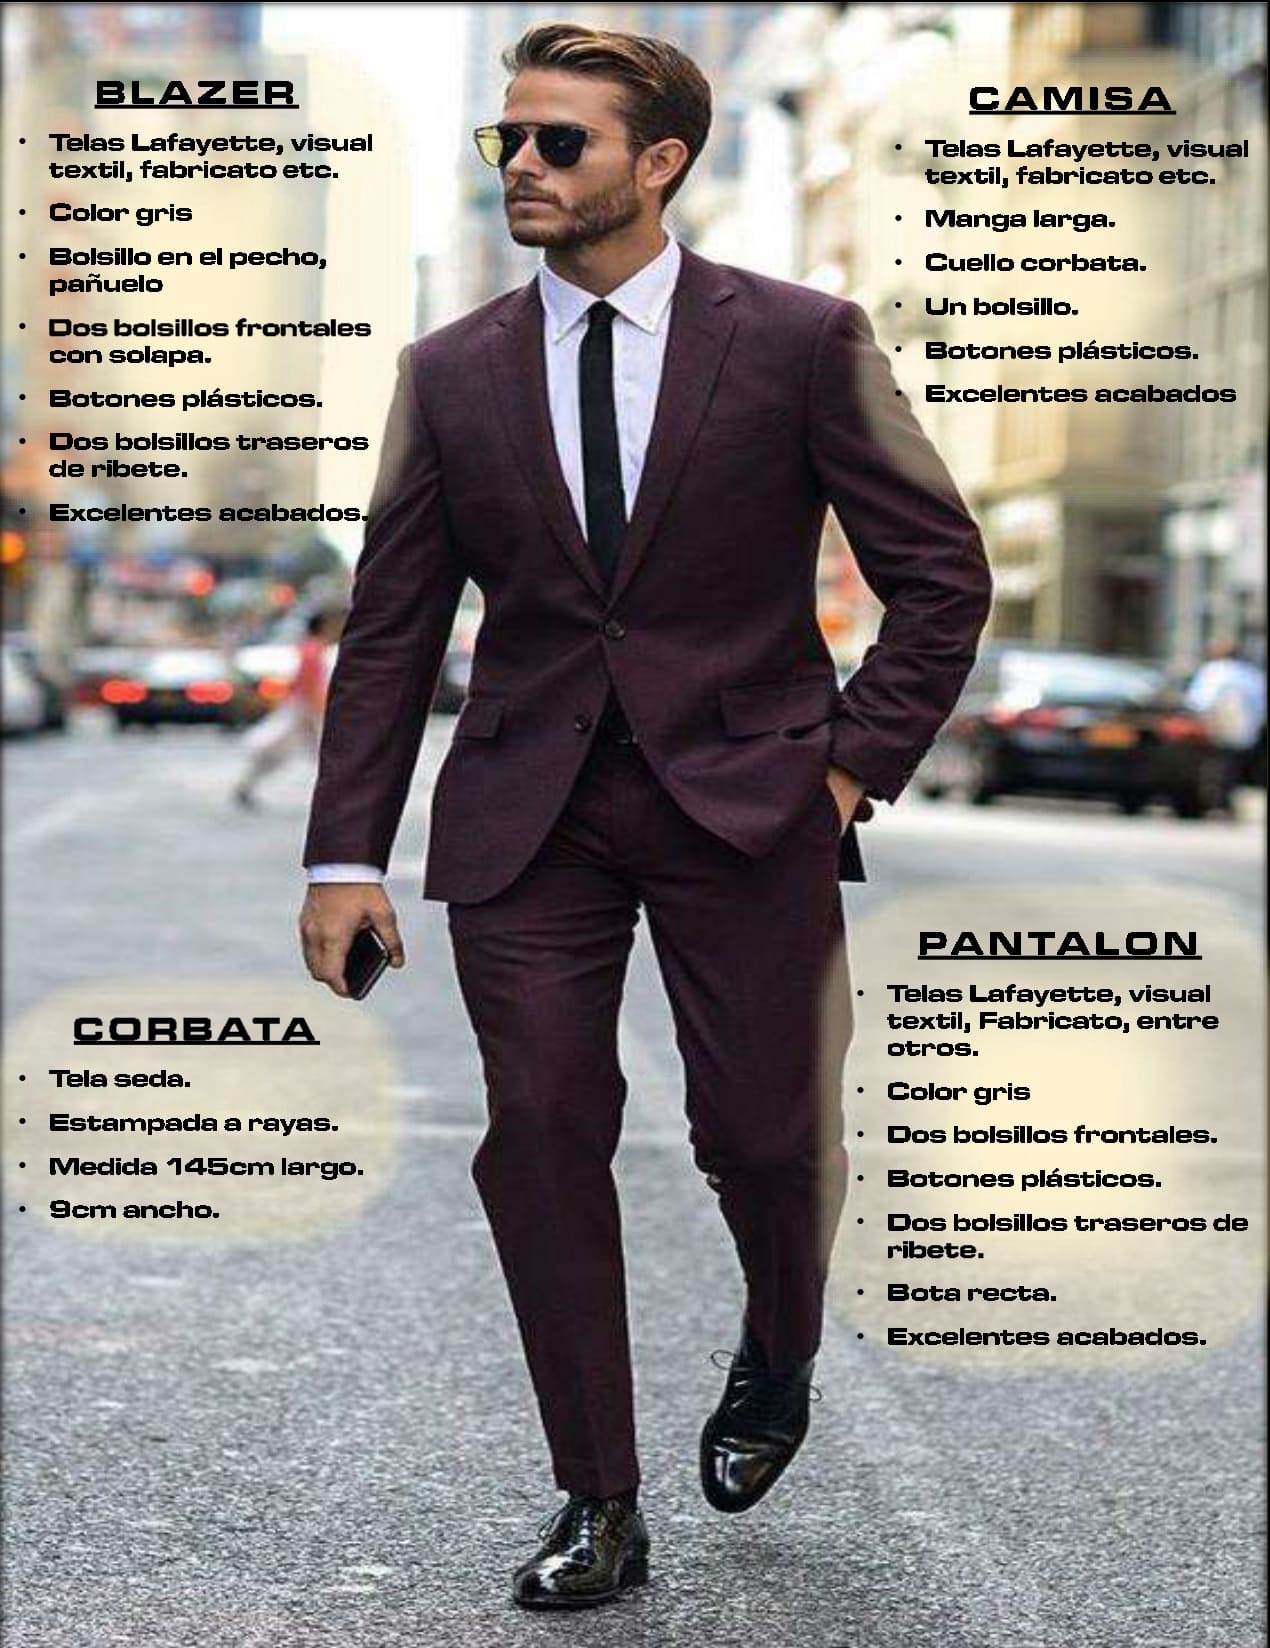 BLAZER
• Telas Lafayette, visual
textil, fabricato etc.
• Color gris
• Bolsillo en el pecho,
pañuelo
• Dos bolsillos frontales
con solapa.
• Botones plásticos.
• Dos bolsillos traseros
de ribete.
• Excelentes acabados.
CAMISA
• Telas Lafayette, visual
textil, fabricato etc.
• Manga larga.
• Cuello corbata.
• Un bolsillo.
• Botones plásticos.
• Excelentes acabados
CORBATA
• Tela seda.
• Estampada a rayas.
• Medida 145cm largo.
• 9cm ancho.
PANTALON
• Telas Lafayette, visual
textil, Fabricato, entre
otros.
• Color gris
• Dos bolsillos frontales.
• Botones plásticos.
• Dos bolsillos traseros de
ribete.
• Bota recta.
• Excelentes acabados.